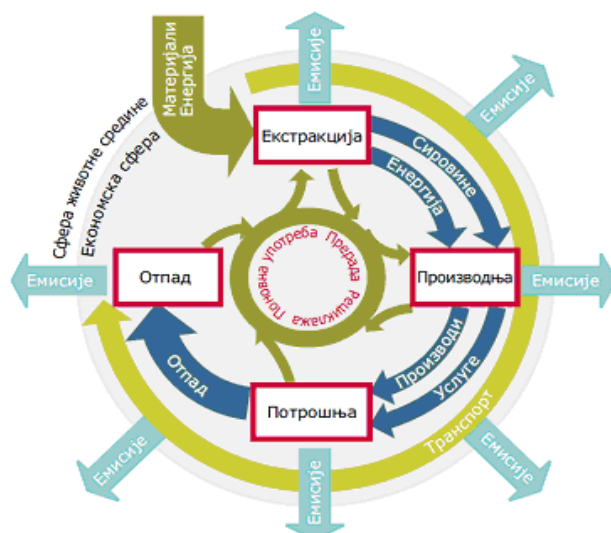 Материјали
Енергија
Емисије
Емисије
Сфера животне средине
Економска сфера
Екстракција
Сировине
Енергија
Поновна употреба Прерада Рециклажа
Емисије
Отпад
Производња
Емисије
Отпад
Производи
Услуге
Потрошња
Транспорт
Емисије
Емисије
Емисије